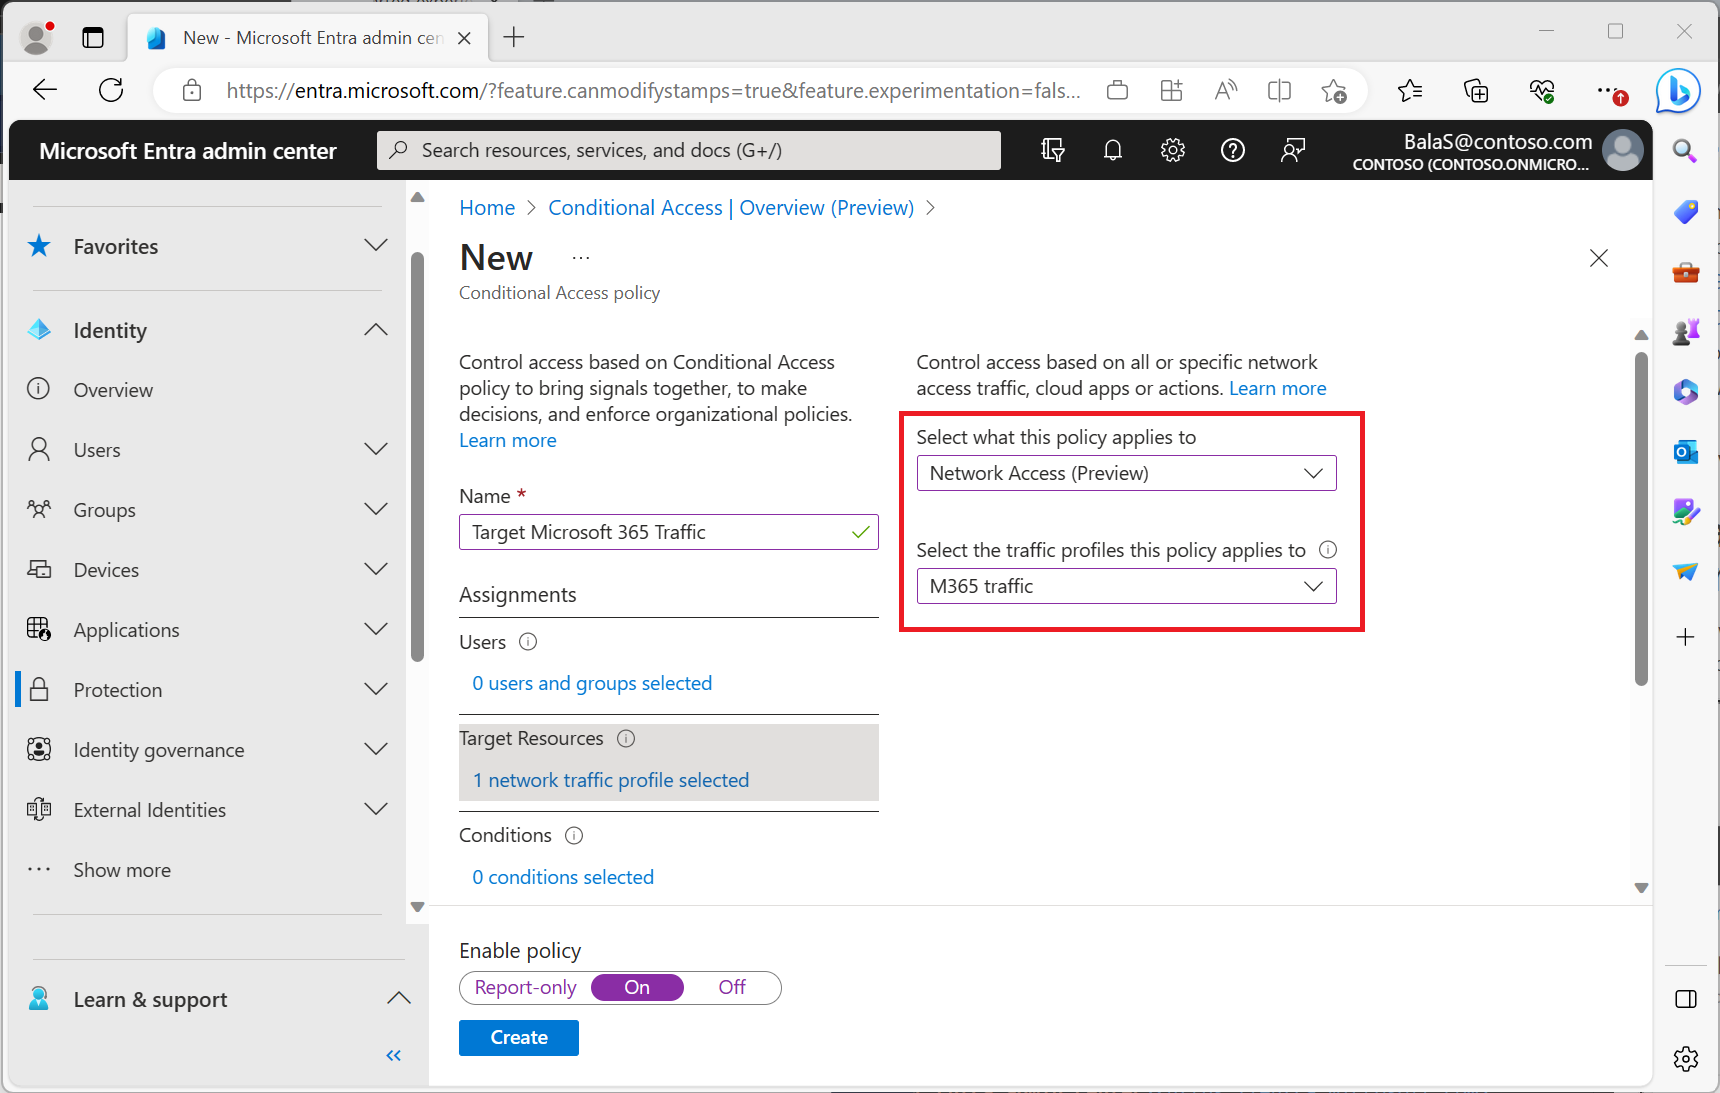 New - Microsoft Entra admin cen
https://entra.microsoft.com/?feature.canmodifystamps=true&feature.experimentation=fals...
Microsoft Entra admin center
Search resources, services, and docs (G+/)
BalaS@contoso.com
CONTOSO (CONTOSO.ONMICRO...
Favorites
Identity
Overview
Users
Groups
Devices
Applications
Protection
Identity governance
External Identities
Show more
Learn & support
Home > Conditional Access | Overview (Preview) >
New ...
Conditional Access policy
Control access based on Conditional Access
policy to bring signals together, to make
decisions, and enforce organizational policies.
Learn more
Name *
Target Microsoft 365 Traffic
Assignments
Users
0 users and groups selected
Target Resources
1 network traffic profile selected
Conditions
0 conditions selected
Control access based on all or specific network
access traffic, cloud apps or actions. Learn more
Select what this policy applies to
Network Access (Preview)
Select the traffic profiles this policy applies to
M365 traffic
Enable policy
Report-only On Off
Create